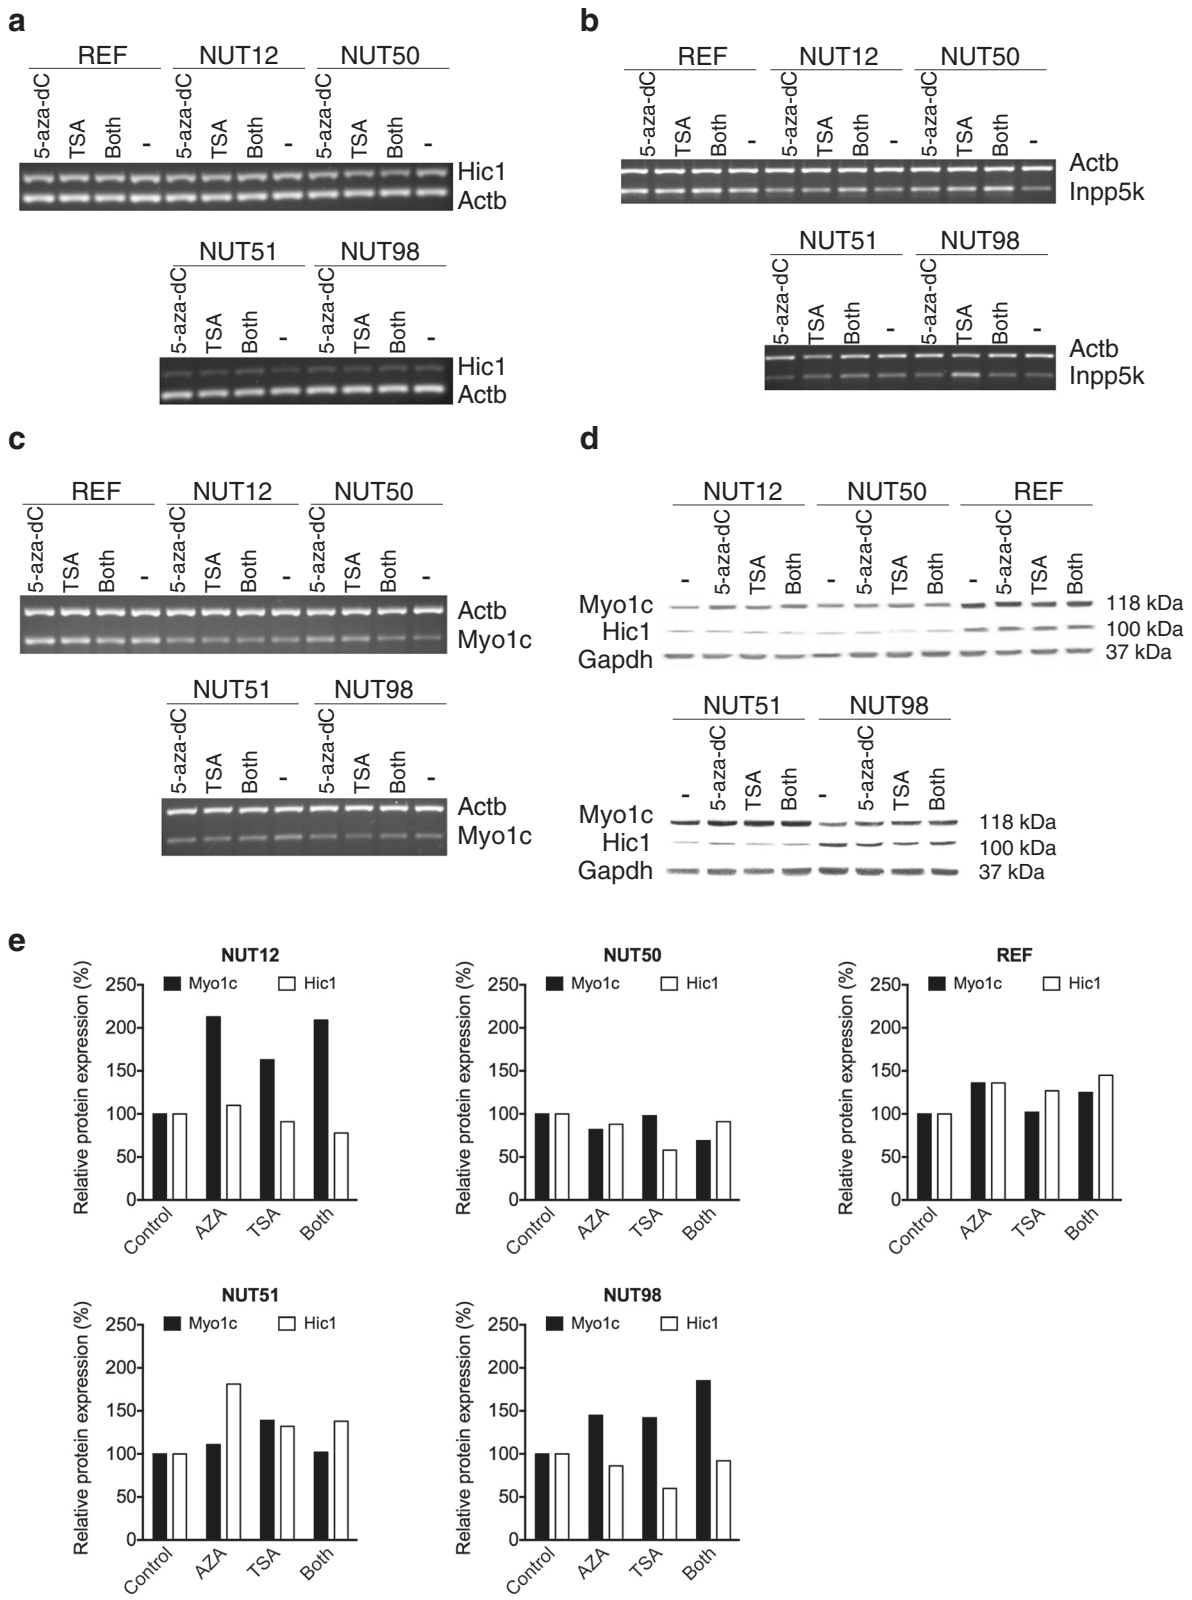 a
REF NUT12 NUT50
5-aza-dC TSA Both - 5-aza-dC TSA Both - 5-aza-dC TSA Both -
Hic1
Actb
NUT51 NUT98
5-aza-dC TSA Both - 5-aza-dC TSA Both -
Hic1
Actb
b
REF NUT12 NUT50
5-aza-dC TSA Both - 5-aza-dC TSA Both - 5-aza-dC TSA Both -
Actb
Inpp5k
NUT51 NUT98
5-aza-dC TSA Both - 5-aza-dC TSA Both -
Actb
Inpp5k
c
REF NUT12 NUT50
5-aza-dC TSA Both - 5-aza-dC TSA Both - 5-aza-dC TSA Both -
Actb
Myo1c
NUT51 NUT98
5-aza-dC TSA Both - 5-aza-dC TSA Both -
Actb
Myo1c
d
NUT12 NUT50 REF
- 5-aza-dC TSA Both - 5-aza-dC TSA Both - 5-aza-dC TSA Both
Myo1c 118 kDa
Hic1 100 kDa
Gapdh 37 kDa
NUT51 NUT98
- 5-aza-dC TSA Both - 5-aza-dC TSA Both
Myo1c 118 kDa
Hic1 100 kDa
Gapdh 37 kDa
e
NUT12
Relative protein expression (%)
Myo1c Hic1
250
200
150
100
50
0
Control AZA TSA Both
NUT50
Relative protein expression (%)
Myo1c Hic1
250
200
150
100
50
0
Control AZA TSA Both
REF
Relative protein expression (%)
Myo1c Hic1
250
200
150
100
50
0
Control AZA TSA Both
NUT51
Relative protein expression (%)
Myo1c Hic1
250
200
150
100
50
0
Control AZA TSA Both
NUT98
Relative protein expression (%)
Myo1c Hic1
250
200
150
100
50
0
Control AZA TSA Both